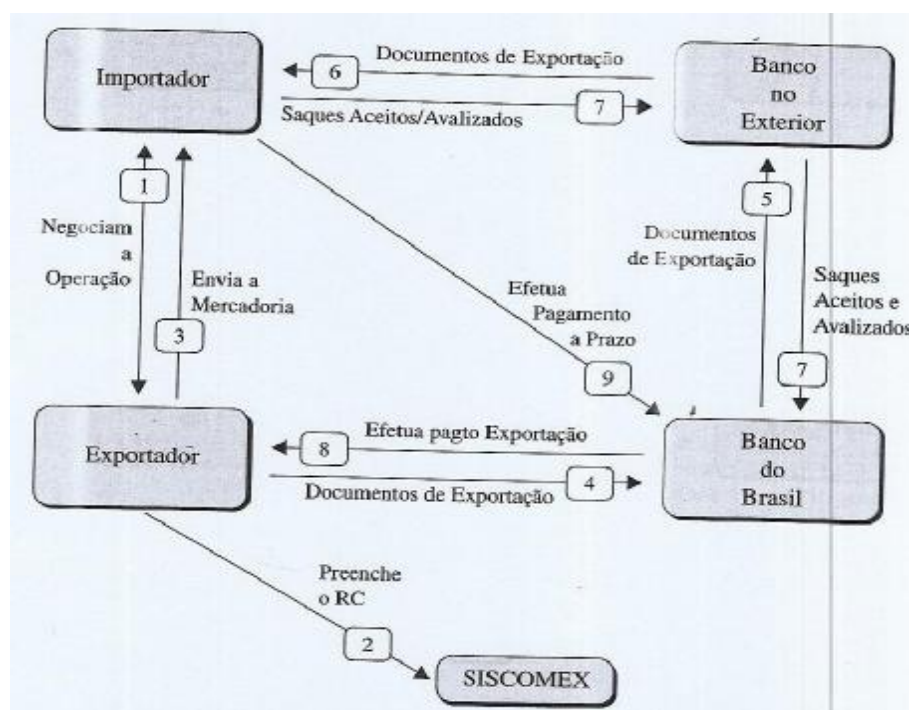 Importador
6
Documentos de Exportação
7
Saques Aceitos/Avalizados
Banco
no
Exterior
1
Negociam
a
Operação
Envia a
Mercadoria
3
5
Documentos
de Exportação
Saques
Aceitos e
Avalizados
7
Efetua
Pagamento
a Prazo
9
Exportador
8
Efetua pagto Exportação
Documentos de Exportação
4
Banco
do
Brasil
Preenche
o RC
2
SISCOMEX